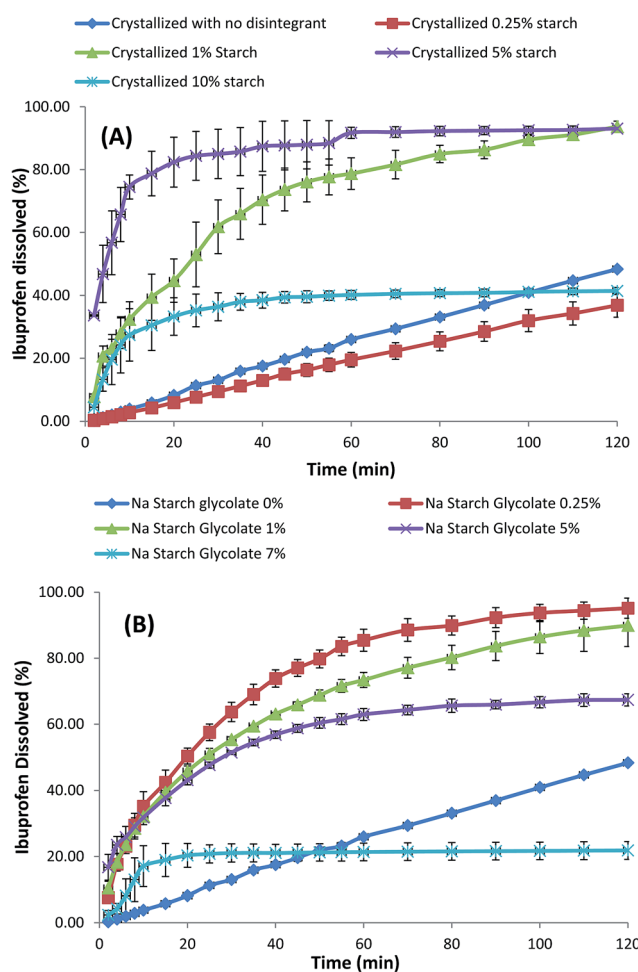 Crystallized with no disintegrant
Crystallized 0.25% starch
Crystallized 1% Starch
Crystallized 5% starch
Crystallized 10% starch
100.00
80.00
60.00
40.00
20.00
0.00
Ibuprofen dissolved (%)
(A)
0 20 40 60 80 100 120
Time (min)
Na Starch glycolate 0%
Na Starch Glycolate 0.25%
Na Starch Glycolate 1%
Na Starch Glycolate 5%
Na Starch Glycolate 7%
100.00
80.00
60.00
40.00
20.00
0.00
Ibuprofen Dissolved (%)
(B)
0 20 40 60 80 100 120
Time (min)